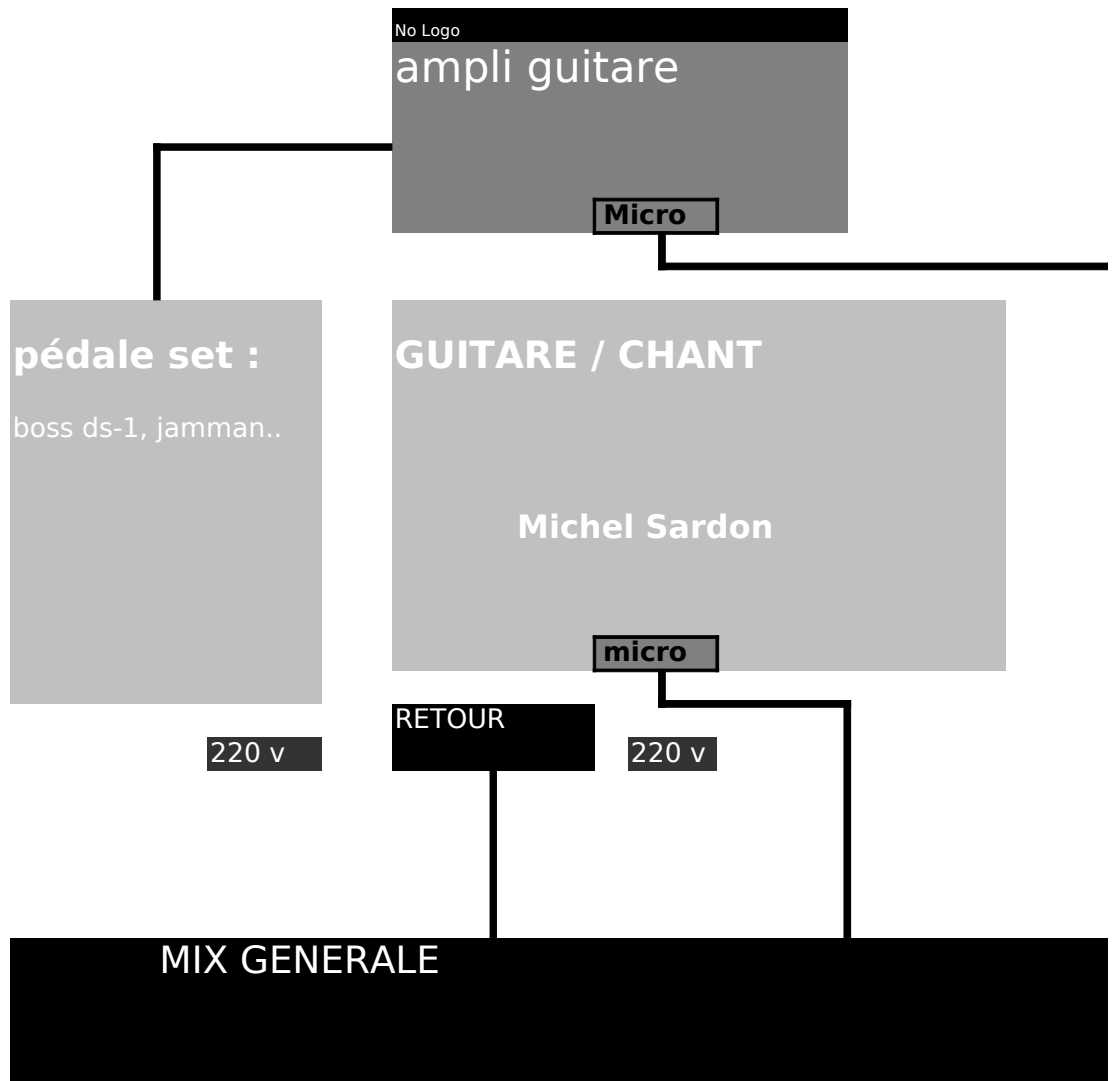 No Logo
ampli guitare
Micro
pédale set :
boss ds-1, jamman..
GUITARE / CHANT
Michel Sardon
micro
RETOUR
220 v
220 v
MIX GENERALE